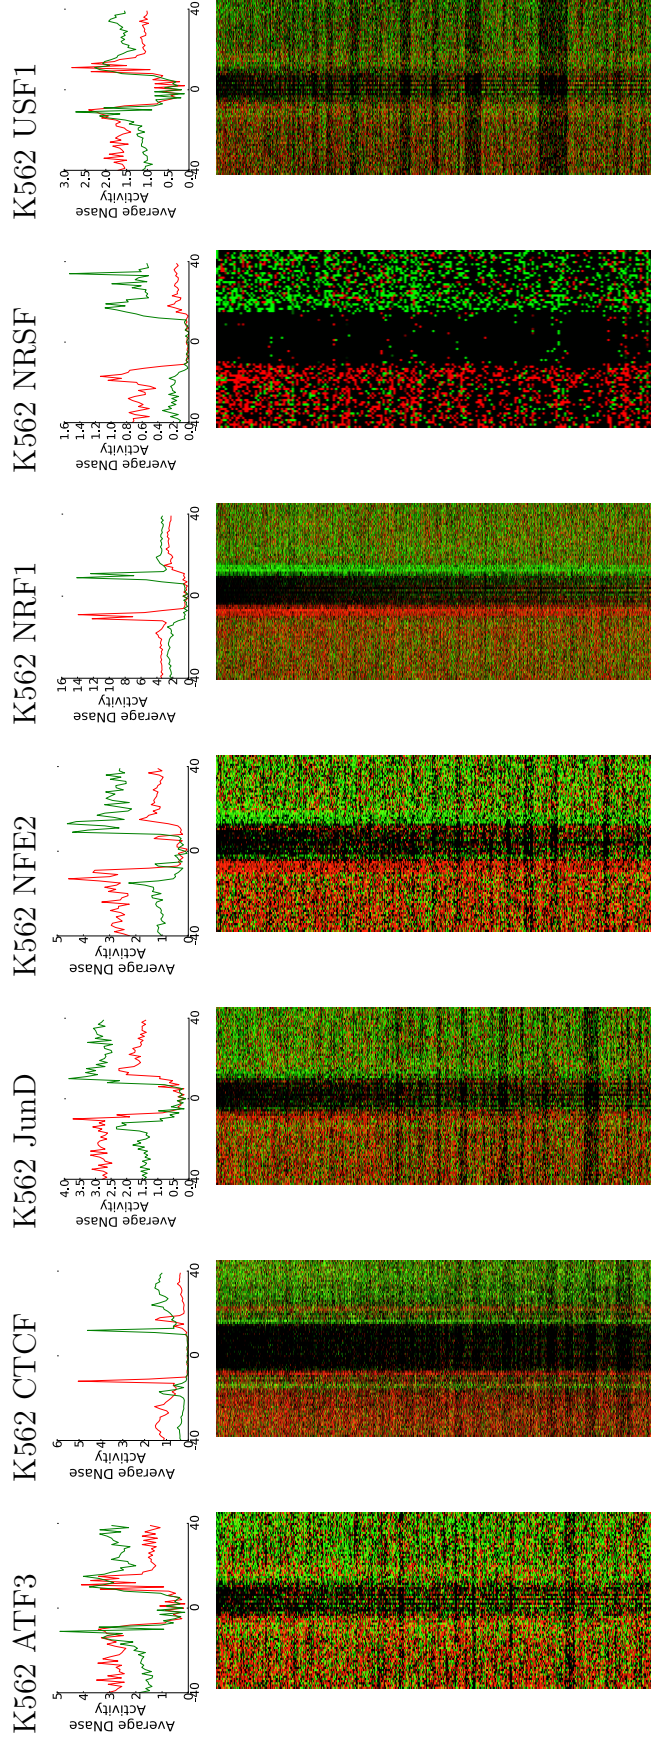 K562 ATF3
Average DNase
Activity
5
4
3
2
1
0
-40 0 40
K562 CTCF
Average DNase
Activity
6
5
4
3
2
1
0
-40 0 40
K562 JunD
Average DNase
Activity
4.0
3.5
3.0
2.5
2.0
1.5
1.0
0.5
0.0
-40 0 40
K562 NFE2
Average DNase
Activity
5
4
3
2
1
0
-40 0 40
K562 NRF1
Average DNase
Activity
16
14
12
10
8
6
4
2
0
-40 0 40
K562 NRSF
Average DNase
Activity
1.6
1.4
1.2
1.0
0.8
0.6
0.4
0.2
0.0
-40 0 40
K562 USF1
Average DNase
Activity
3.0
2.5
2.0
1.5
1.0
0.5
0.0
-40 0 40